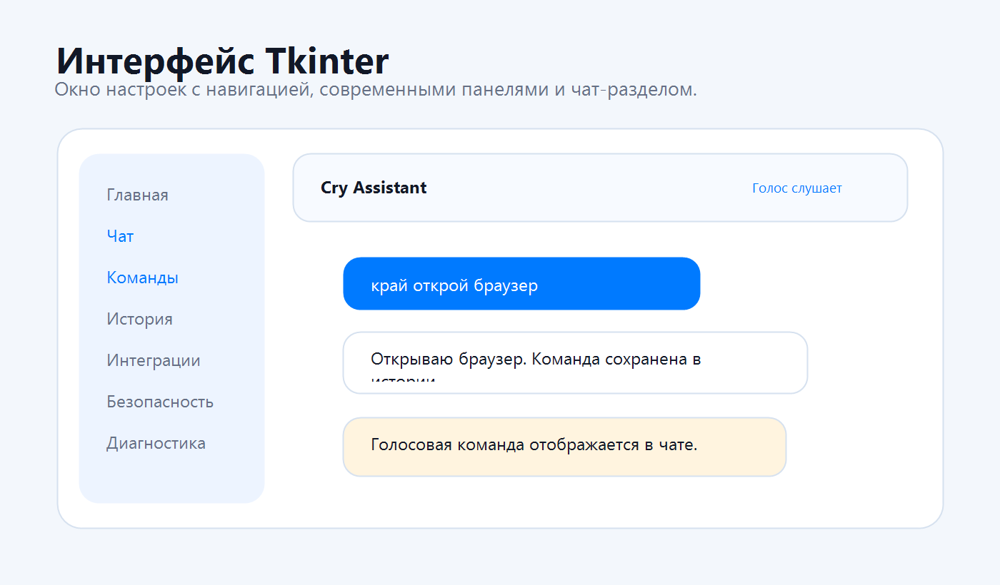 Интерфейс Tkinter
Окно настроек с навигацией, современными панелями и чат-разделом.
Главная
Чат
Команды
История
Интеграции
Безопасность
Диагностика
Cry Assistant
Голос слушает
край открой браузер
Открываю браузер. Команда сохранена в
истории.
Голосовая команда отображается в чате.